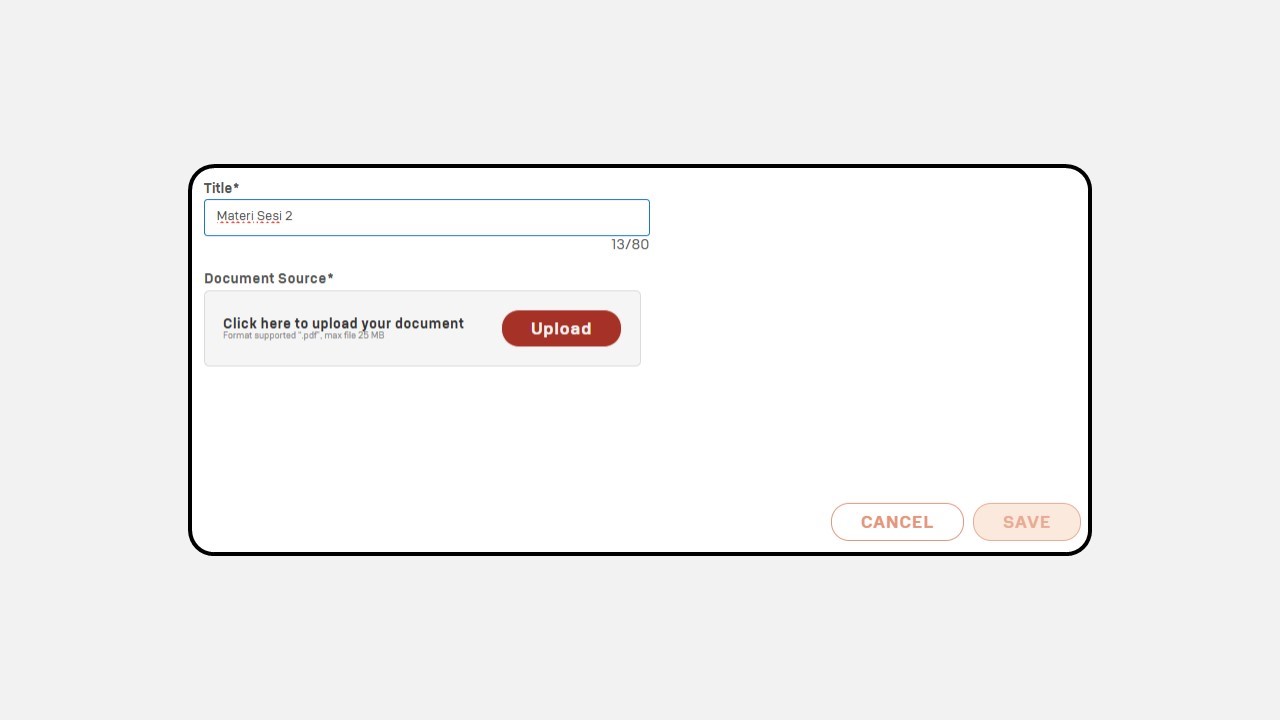 Title*
Materi Sesi 2
13/80
Document Source*
Click here to upload your document
Format supported ".pdf", max file 25 MB
Upload
CANCEL
SAVE